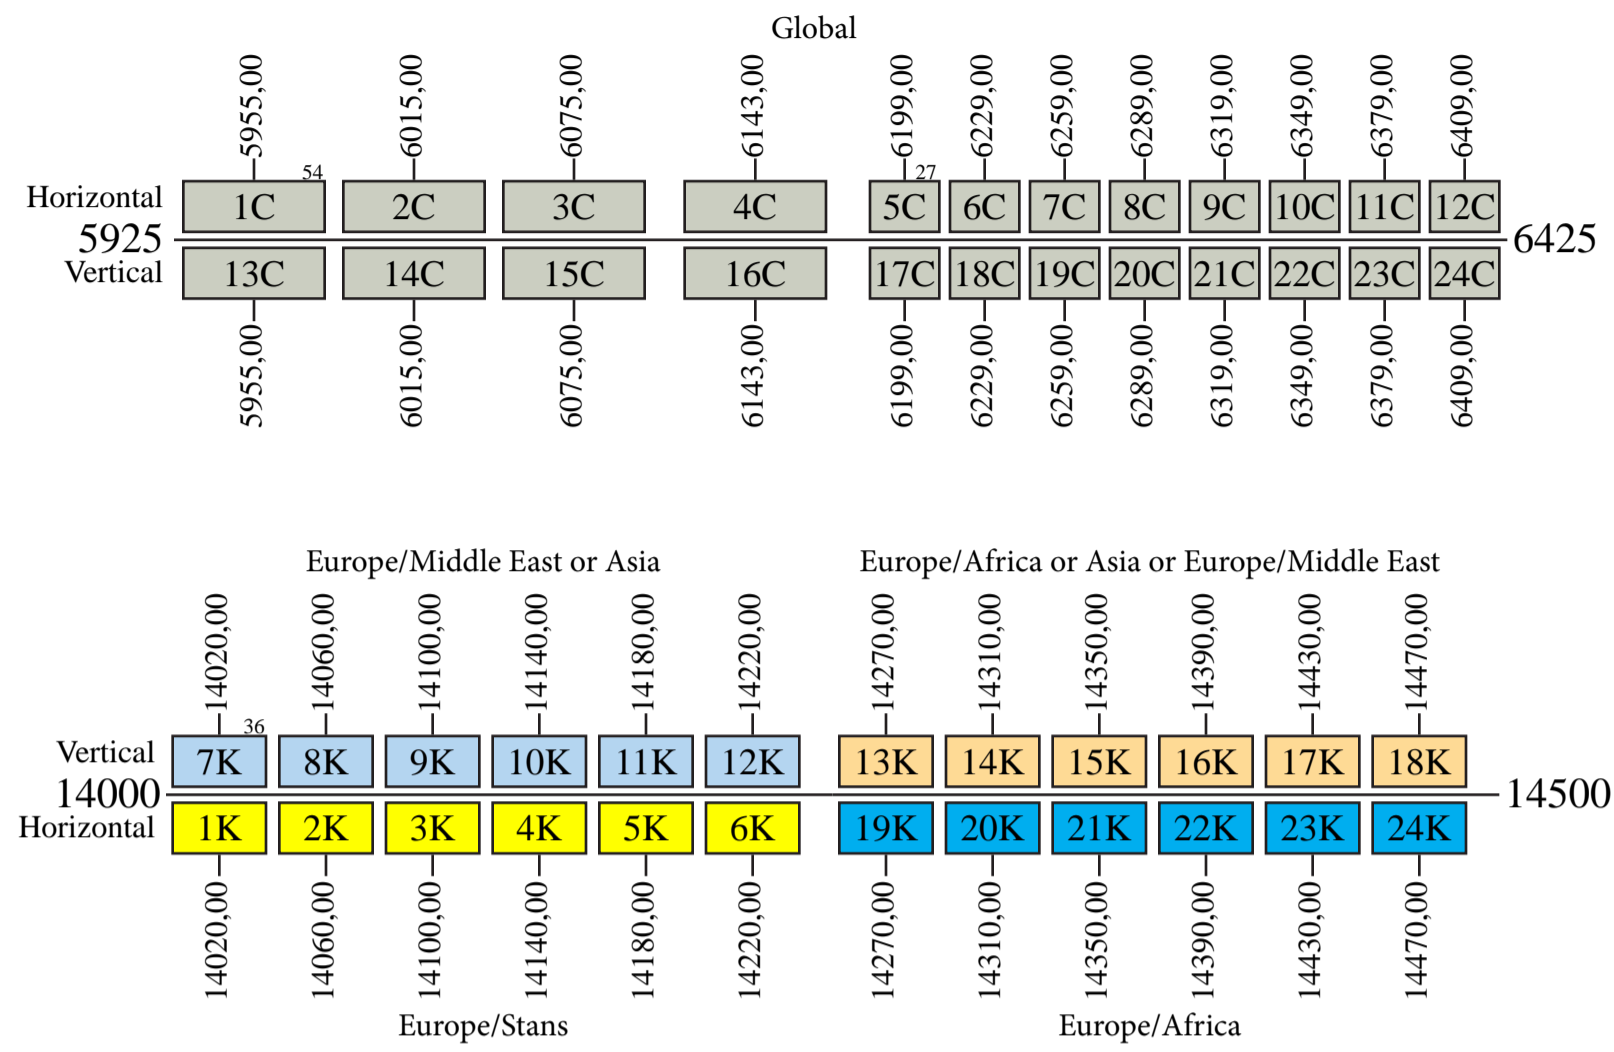 Global
5955,00 6015,00 6075,00 6143,00 6199,00 6229,00 6259,00 6289,00 6319,00 6349,00 6379,00 6409,00
54 27
Horizontal 1C 2C 3C 4C 5C 6C 7C 8C 9C 10C 11C 12C
5925 6425
Vertical 13C 14C 15C 16C 17C 18C 19C 20C 21C 22C 23C 24C
5955,00 6015,00 6075,00 6143,00 6199,00 6229,00 6259,00 6289,00 6319,00 6349,00 6379,00 6409,00
Europe/Middle East or Asia Europe/Africa or Asia or Europe/Middle East
14020,00 14060,00 14100,00 14140,00 14180,00 14220,00 14270,00 14310,00 14350,00 14390,00 14430,00 14470,00
36
Vertical 7K 8K 9K 10K 11K 12K 13K 14K 15K 16K 17K 18K
14000 14500
Horizontal 1K 2K 3K 4K 5K 6K 19K 20K 21K 22K 23K 24K
14020,00 14060,00 14100,00 14140,00 14180,00 14220,00 14270,00 14310,00 14350,00 14390,00 14430,00 14470,00
Europe/Stans Europe/Africa